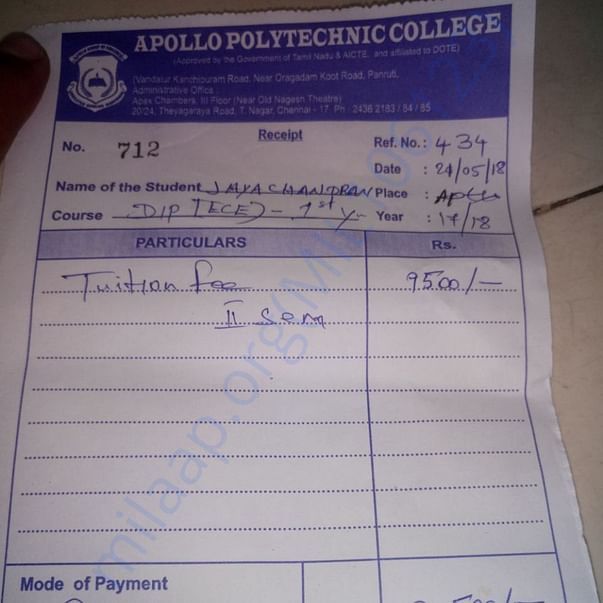 APOLLO POLYTECHNIC COLLEGE
(Approved by the Government of Tamil Nadu & AICTE, and affiliated to DOTE)
(Vandalur Kanchipuram Road, Near Oragadam Koot Road, Panruti,
Administrative Office :
Apex Chambers, III Floor (Near Old Nagesh Theatre)
20/24, Theyagaraya Road, T. Nagar, Chennai - 17. Ph : 2436 2183 / 84 / 85
Receipt
No. 712
Ref. No. : 434
Date : 24/05/18
Name of the Student JAYACHANDRAN Place :
Course DIP (ECE) - 1st Yr Year : 17/18
PARTICULARS Rs.
Tuition fee 9500/-
II Sem
Mode of Payment
milaap.org